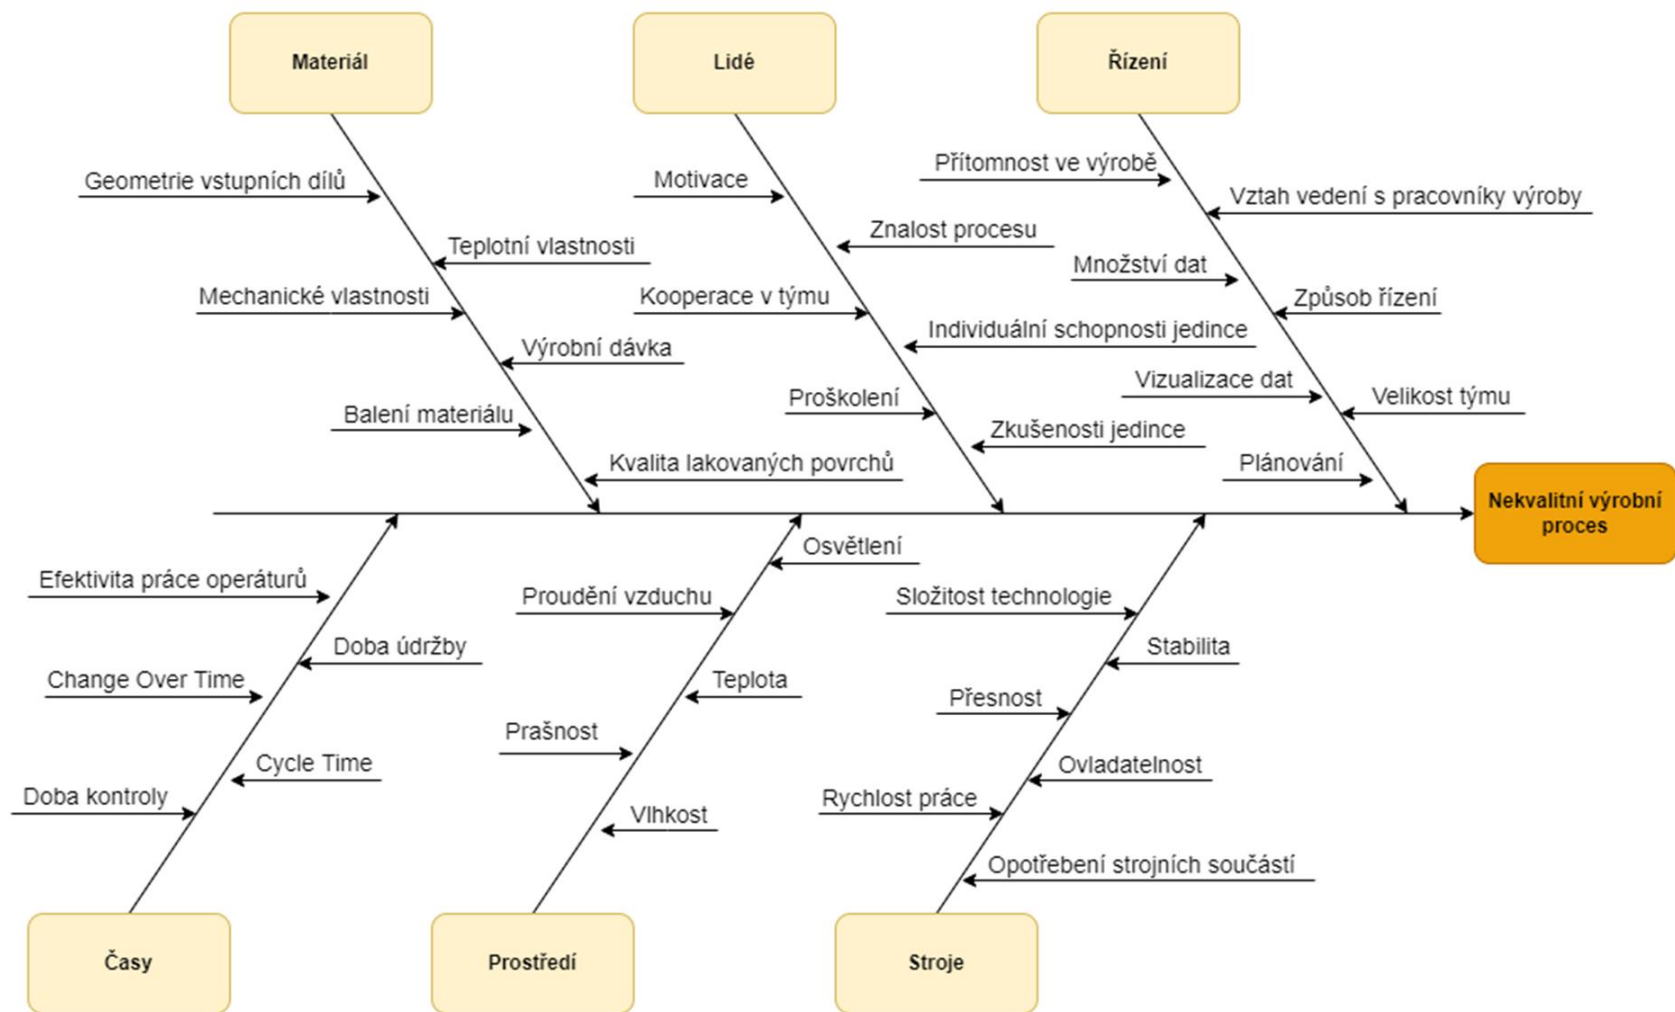 Materiál
Lidé
Řízení
Geometrie vstupních dílů
Teplotní vlastnosti
Mechanické vlastnosti
Výrobní dávka
Balení materiálu
Kvalita lakovaných povrchů
Motivace
Znalost procesu
Kooperace v týmu
Individuální schopnosti jedince
Proškolení
Zkušenosti jedince
Přítomnost ve výrobě
Vztah vedení s pracovníky výroby
Množství dat
Způsob řízení
Vizualizace dat
Velikost týmu
Plánování
Nekvalitní výrobní
proces
Efektivita práce operáturů
Doba údržby
Change Over Time
Cycle Time
Doba kontroly
Osvětlení
Proudění vzduchu
Teplota
Prašnost
Vlhkost
Složitost technologie
Stabilita
Přesnost
Ovladatelnost
Rychlost práce
Opotřebení strojních součástí
Časy
Prostředí
Stroje